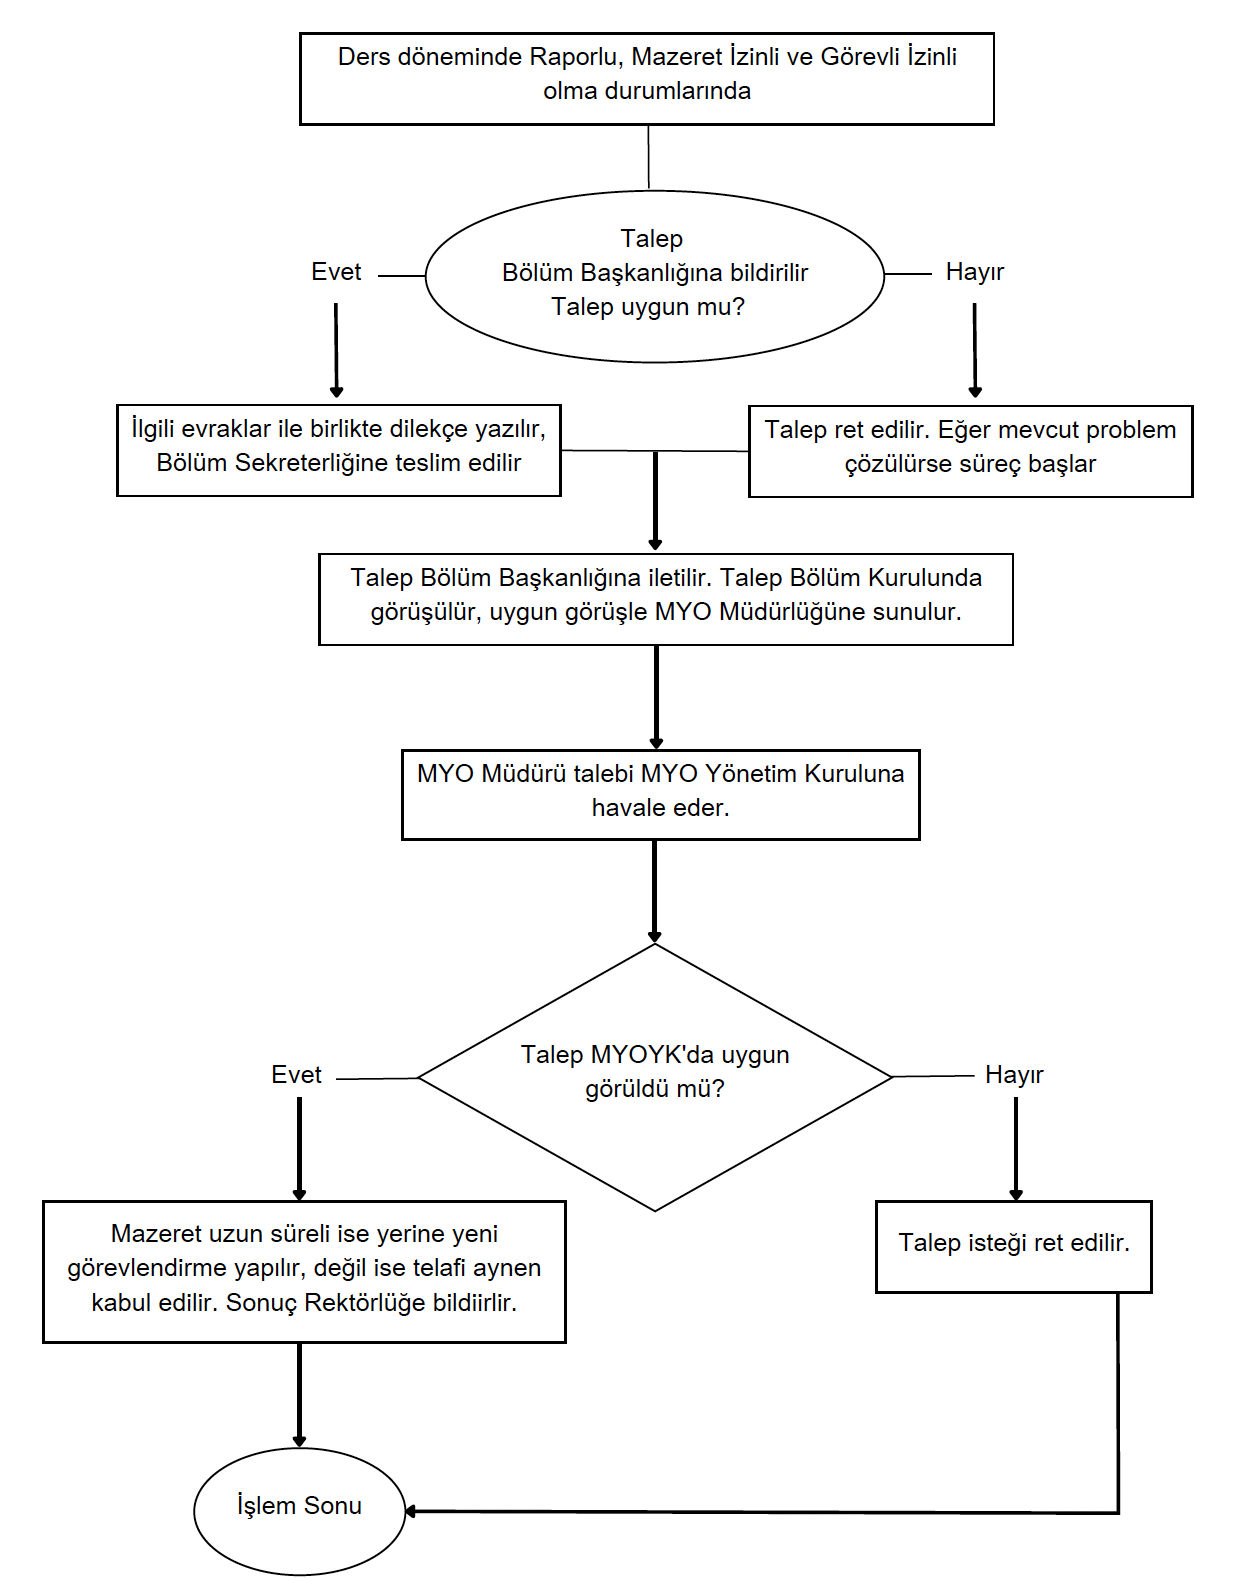 Ders döneminde Raporlu, Mazeret İzinli ve Görevli İzinli
olma durumlarında
Talep
Bölüm Başkanlığına bildirilir
Talep uygun mu?
Evet
Hayır
İlgili evraklar ile birlikte dilekçe yazılır,
Bölüm Sekreterliğine teslim edilir
Talep ret edilir. Eğer mevcut problem
çözülürse süreç başlar
Talep Bölüm Başkanlığına iletilir. Talep Bölüm Kurulunda
görüşülür, uygun görüşle MYO Müdürlüğüne sunulur.
MYO Müdürü talebi MYO Yönetim Kuruluna
havale eder.
Talep MYOYK'da uygun
görüldü mü?
Evet
Hayır
Mazeret uzun süreli ise yerine yeni
görevlendirme yapılır, değil ise telafi aynen
kabul edilir. Sonuç Rektörlüğe bildiirlir.
Talep isteği ret edilir.
İşlem Sonu